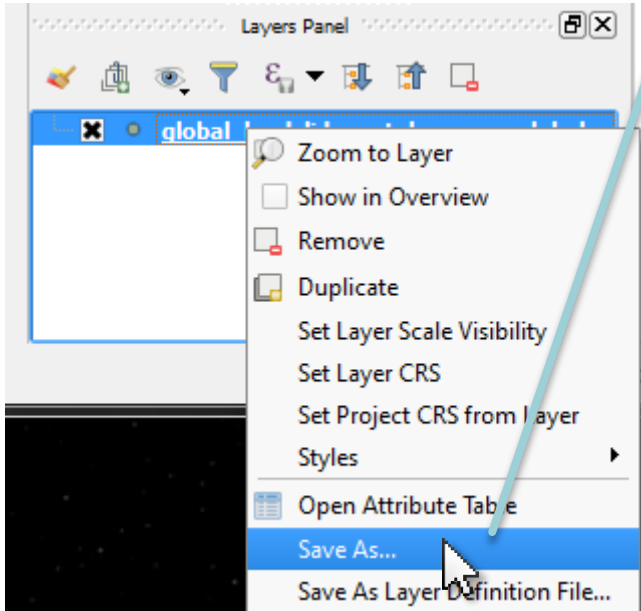 Layers Panel
global
Zoom to Layer
Show in Overview
Remove
Duplicate
Set Layer Scale Visibility
Set Layer CRS
Set Project CRS from Layer
Styles
Open Attribute Table
Save As...
Save As Layer Definition File...